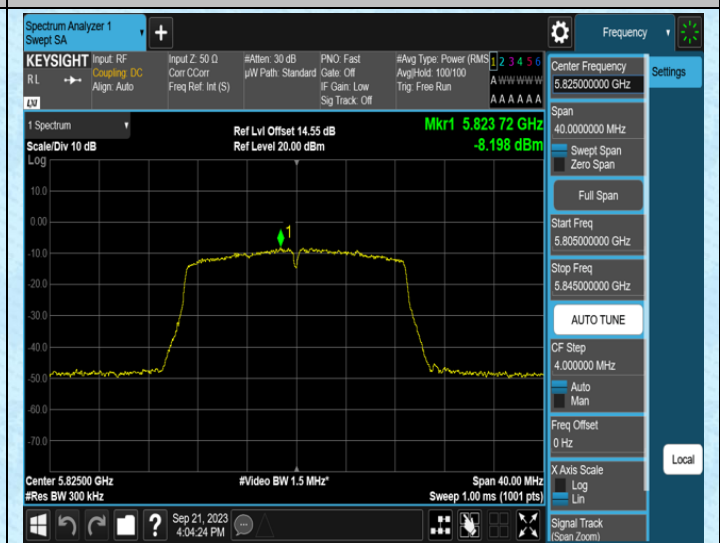 Spectrum Analyzer 1
Swept SA
+
Frequency
KEYSIGHT
RL
LXI
Input: RF
Coupling: DC
Align: Auto
Input Z: 50 Ω
Corr CCorr
Freq Ref: Int (S)
#Atten: 30 dB
µW Path: Standard
PNO: Fast
Gate: Off
IF Gain: Low
Sig Track: Off
#Avg Type: Power (RMS
Avg|Hold: 100/100
Trig: Free Run
1 2 3 4 5 6
A W W W W W
A A A A A A
1 Spectrum
Scale/Div 10 dB
Log
Ref Lvl Offset 14.55 dB
Ref Level 20.00 dBm
Mkr1 5.823 72 GHz
-8.198 dBm
10.0
0.00
-10.0
-20.0
-30.0
-40.0
-50.0
-60.0
-70.0
1
Center 5.82500 GHz
#Res BW 300 kHz
#Video BW 1.5 MHz*
Span 40.00 MHz
Sweep 1.00 ms (1001 pts)
Center Frequency
5.825000000 GHz
Span
40.0000000 MHz
Swept Span
Zero Span
Full Span
Start Freq
5.805000000 GHz
Stop Freq
5.845000000 GHz
AUTO TUNE
CF Step
4.000000 MHz
Auto
Man
Freq Offset
0 Hz
X Axis Scale
Log
Lin
Signal Track
(Span Zoom)
Settings
Local
?
Sep 21, 2023
4:04:24 PM